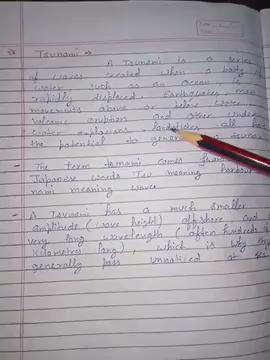 Tsunami →
A Tsunami is a series
of waves created when a body of
water such as an ocean is
rapidly displaced. Earthquakes, mass
movements above or below water,
volcanic eruption and other under
water explosions landslides all have
the potential to generate
- The term tsunami comes from
Japanese words Tsu meaning harbour
nami meaning wave
- A Tsunami has a much smaller
amplitude (wave height) offshore and
very long wavelength (often hundreds of
kilometres long), which is why they
generally pass unnoticed at sea